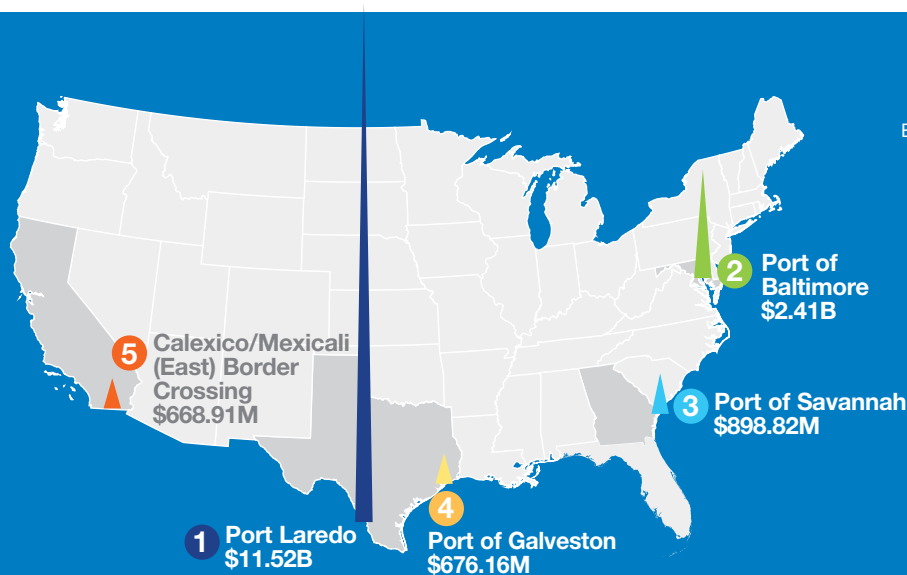 1
Port Laredo
$11.52B
2
Port of
Baltimore
$2.41B
3
Port of Savannah
$898.82M
4
Port of Galveston
$676.16M
5
Calexico/Mexicali
(East) Border
Crossing
$668.91M